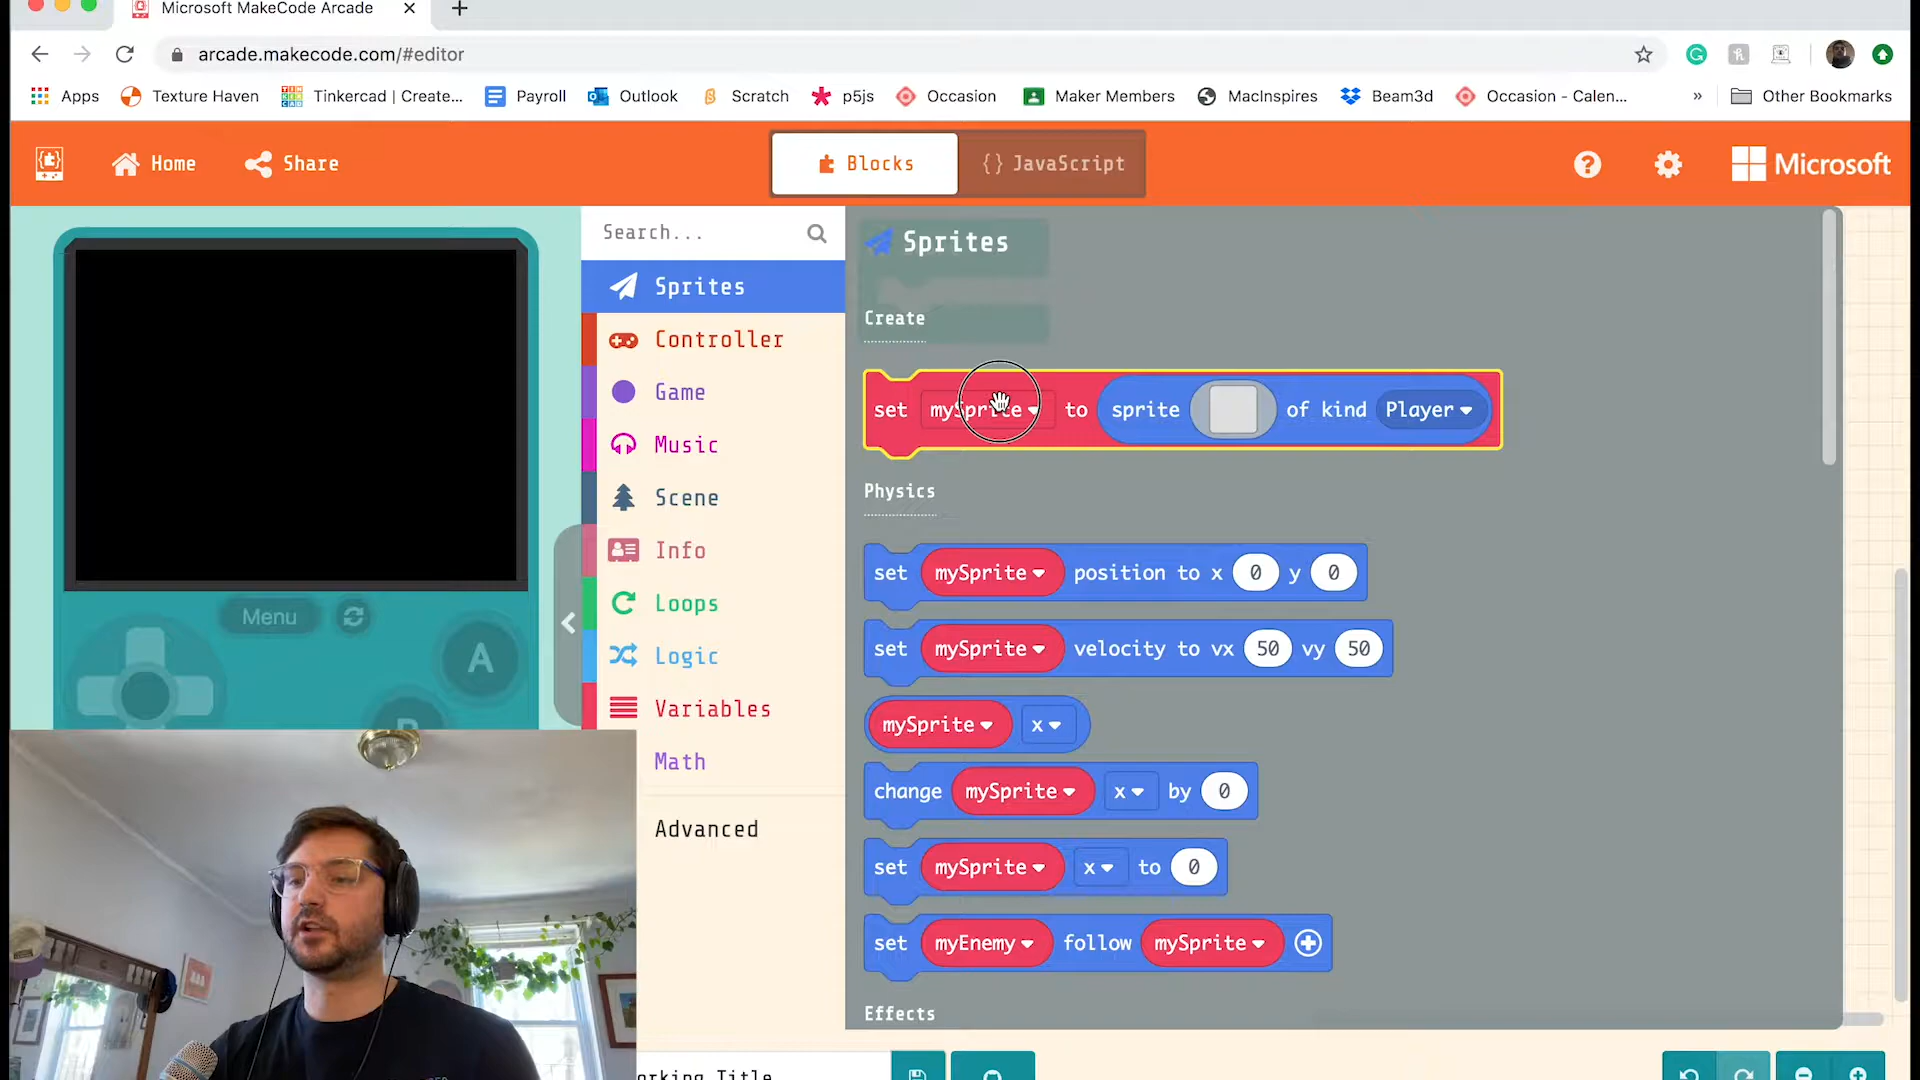 Microsoft MakeCode Arcade
arcade.makecode.com/#editor
Apps Texture Haven Tinkercad | Create... Payroll Outlook Scratch p5js Occasion Maker Members MacInspires Beam3d Occasion - Calen... » Other Bookmarks
Home Share Blocks {} JavaScript Microsoft
Search...
Sprites
Controller
Game
Music
Scene
Info
Loops
Logic
Variables
Math
Advanced
Menu
A
Sprites
Create
set mySprite to sprite of kind Player
Physics
set mySprite position to x 0 y 0
set mySprite velocity to vx 50 vy 50
mySprite x
change mySprite x by 0
set mySprite x to 0
set myEnemy follow mySprite
Effects
Title